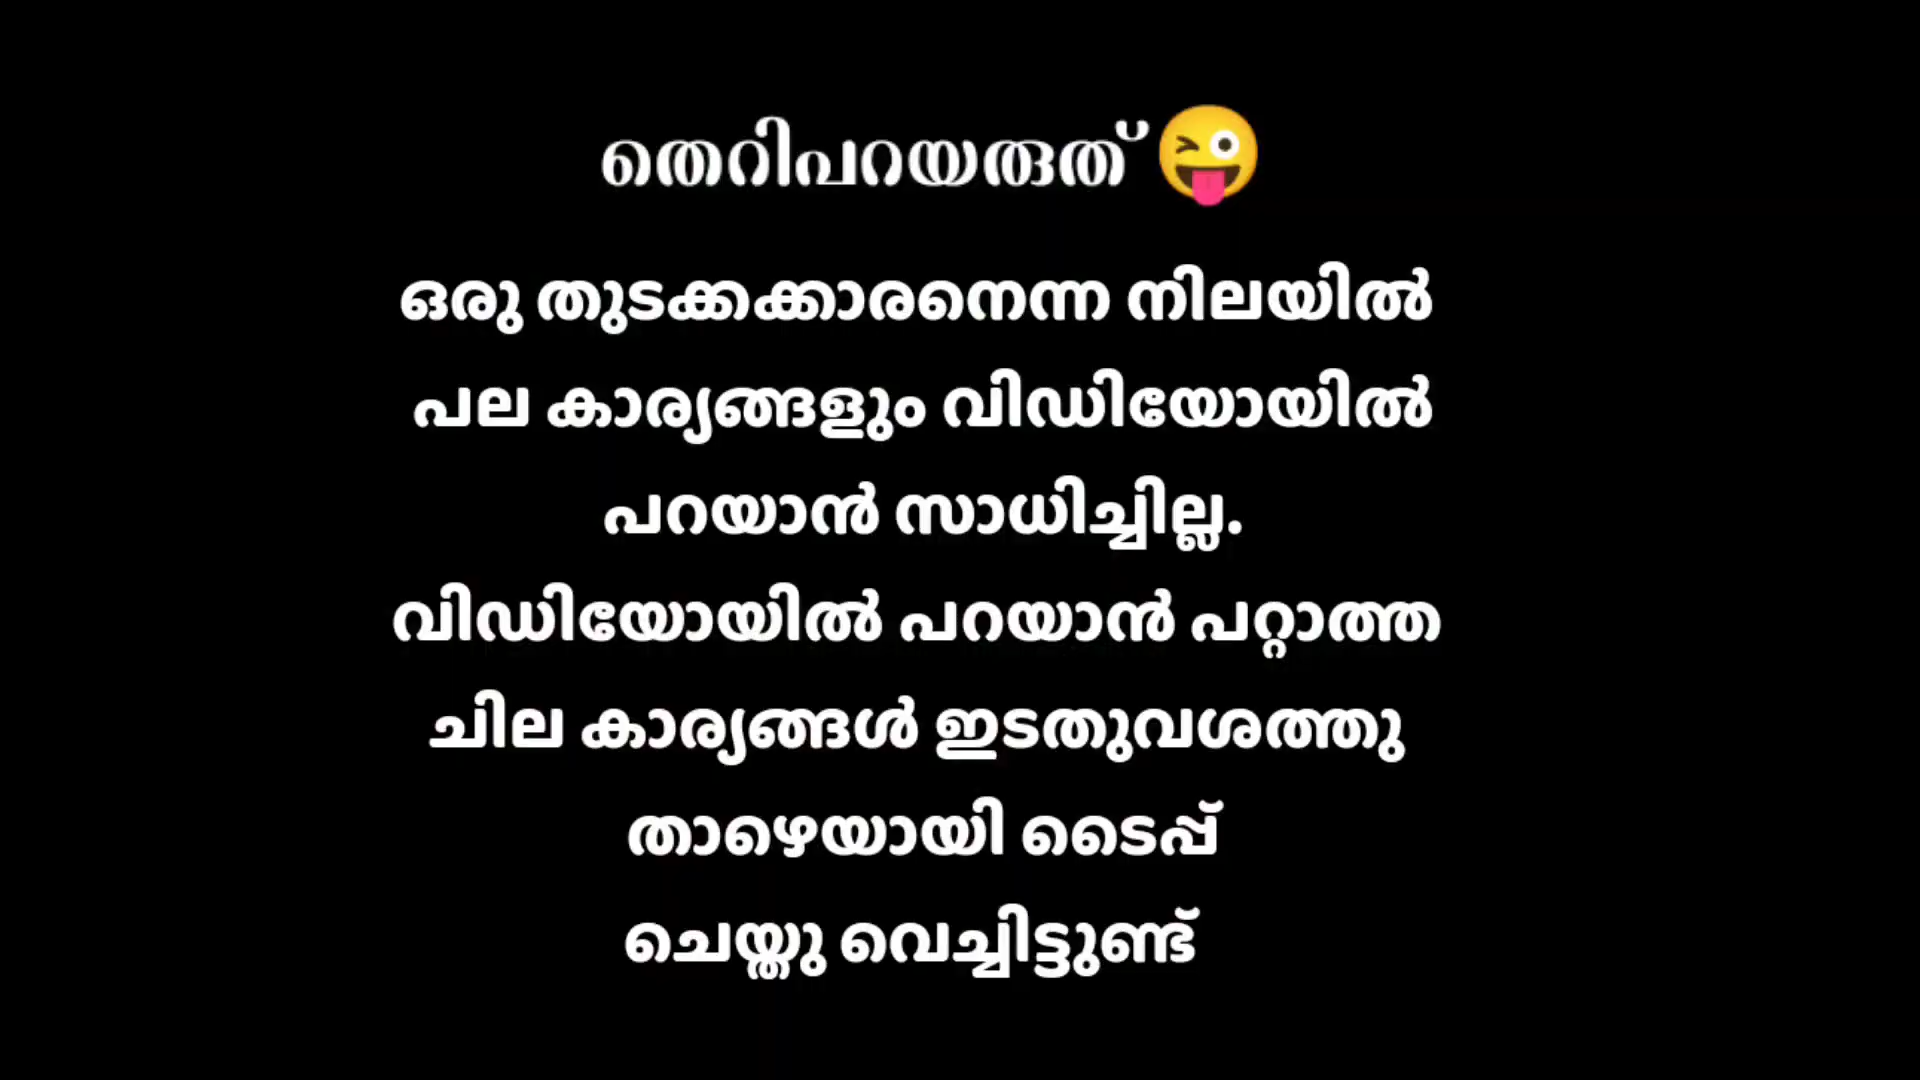 തെറിപറയരുത്😜
ഒരു തുടക്കക്കാരനെന്ന നിലയിൽ
പല കാര്യങ്ങളും വിഡിയോയിൽ
പറയാൻ സാധിച്ചില്ല.
വിഡിയോയിൽ പറയാൻ പറ്റാത്ത
ചില കാര്യങ്ങൾ ഇടതുവശത്തു
താഴെയായി ടൈപ്പ്
ചെയ്തു വെച്ചിട്ടുണ്ട്